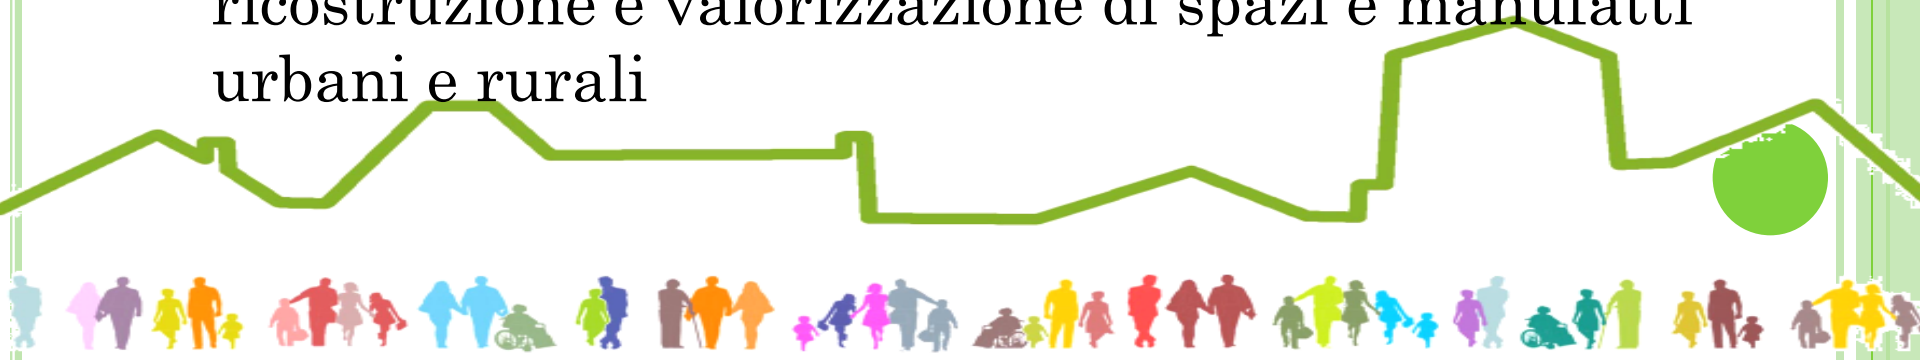 ricostruzione e valorizzazione di spazi e manufatti
urbani e rurali